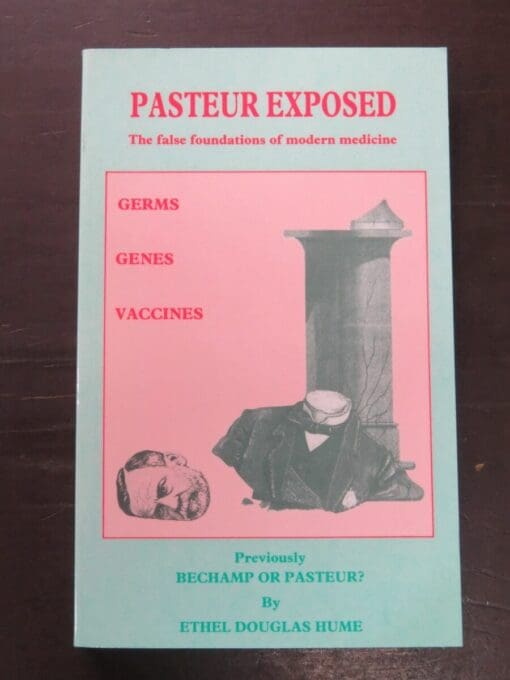 PASTEUR EXPOSED
The false foundations of modern medicine
GERMS
GENES
VACCINES
Previously
BECHAMP OR PASTEUR?
By
ETHEL DOUGLAS HUME